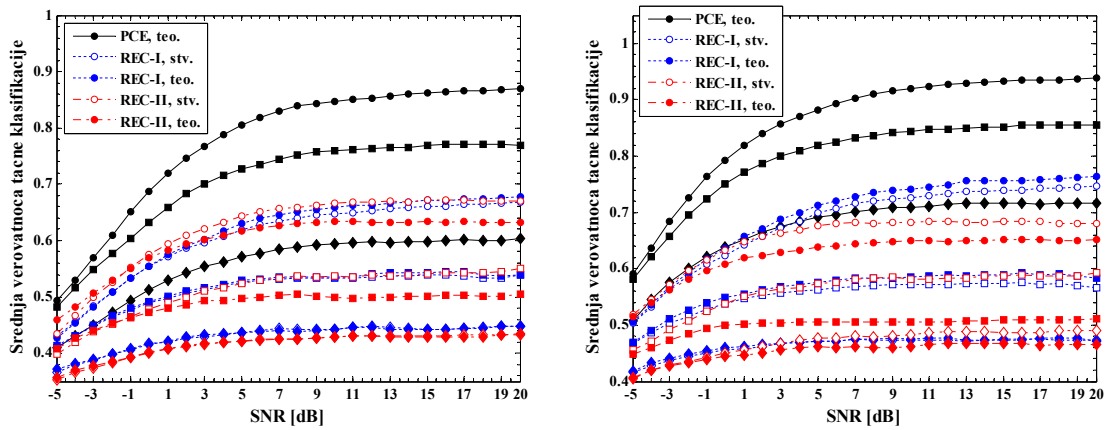 PCE, teo.
REC-I, stv.
REC-I, teo.
REC-II, stv.
REC-II, teo.
Srednja verovatnoca tacne klasifikacije
1
0.9
0.8
0.7
0.6
0.5
0.4
-5 -3 -1 1 3 5 7 9 11 13 15 17 19 20
SNR [dB]
PCE, teo.
REC-I, stv.
REC-I, teo.
REC-II, stv.
REC-II, teo.
Srednja verovatnoca tacne klasifikacije
1
0.9
0.8
0.7
0.6
0.5
0.4
-5 -3 -1 1 3 5 7 9 11 13 15 17 19 20
SNR [dB]